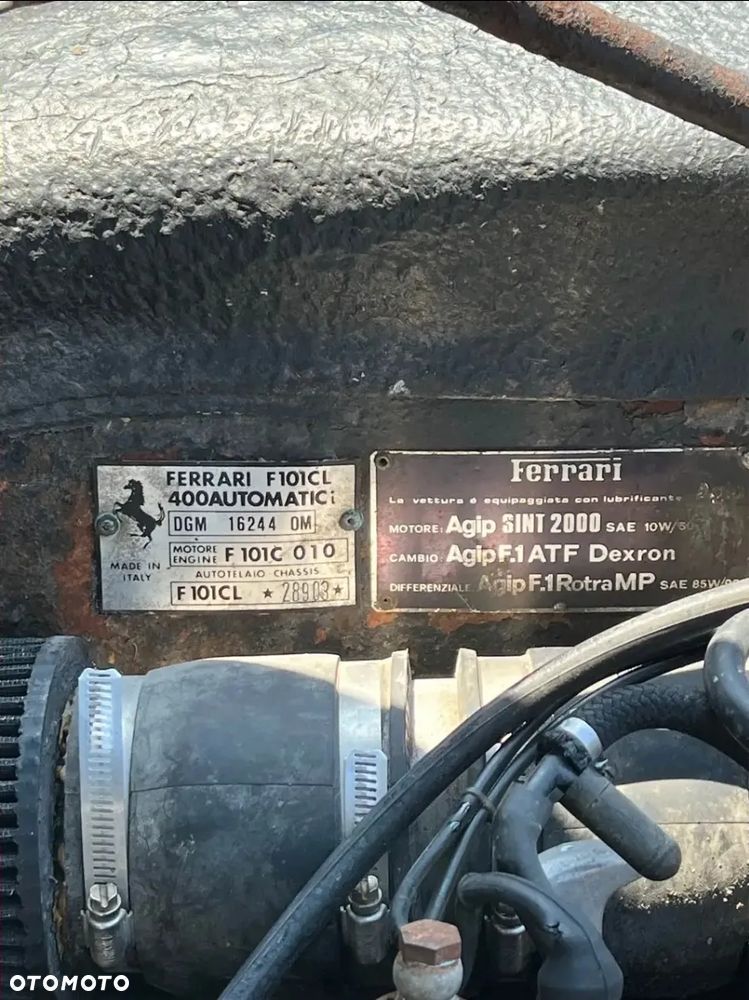 FERRARI F101CL
400AUTOMATIC i
DGM 16244 OM
MOTORE ENGINE F 101C 010
MADE IN ITALY
AUTOTELAIO CHASSIS
F 101CL ★ 28903 ★
Ferrari
La vettura è equipaggiata con lubrificante
MOTORE: Agip SINT 2000 SAE 10W/50
CAMBIO: Agip F.1 ATF Dexron
DIFFERENZIALE: Agip F.1 Rotra MP SAE 85W/
OTOMOTO